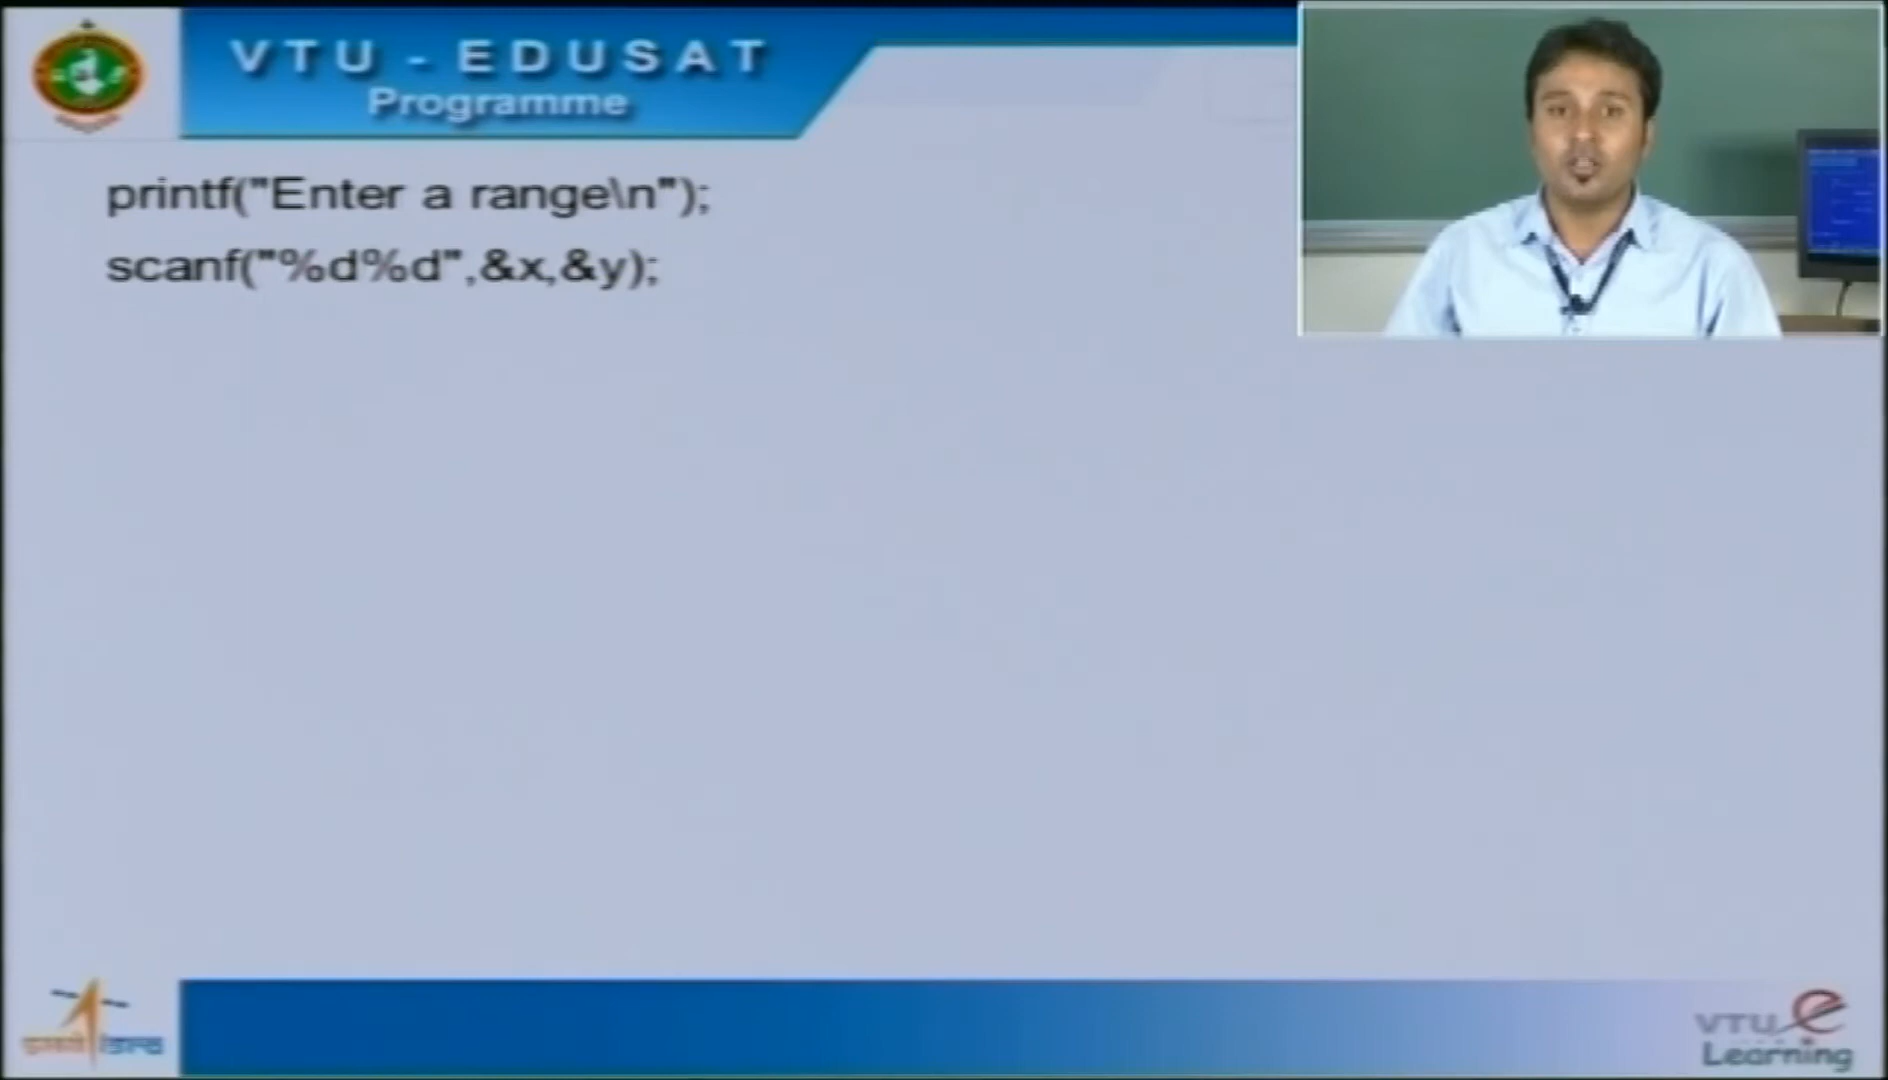 VTU - EDUSAT
Programme
printf("Enter a range\n");
scanf("%d%d",&x,&y);
VTU e
Learning